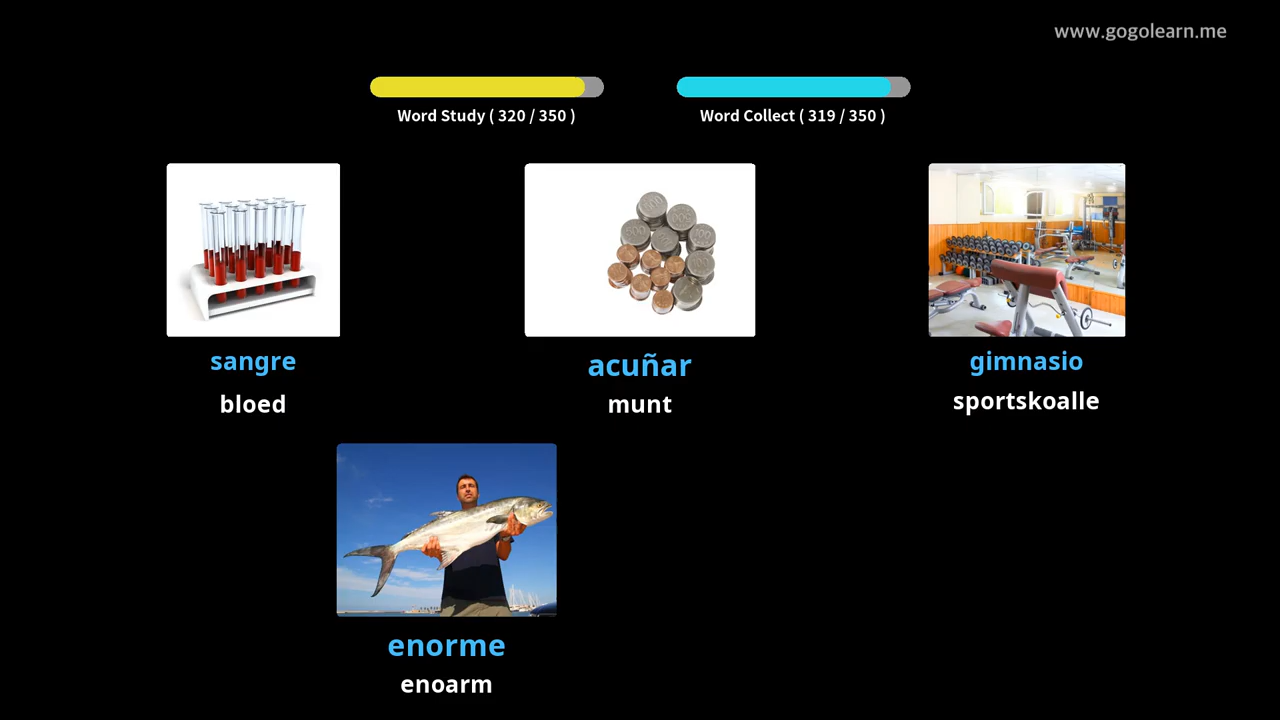 www.gogolearn.me
Word Study ( 320 / 350 )
Word Collect ( 319 / 350 )
sangre
bloed
acuñar
munt
gimnasio
sportskoalle
enorme
enoarm